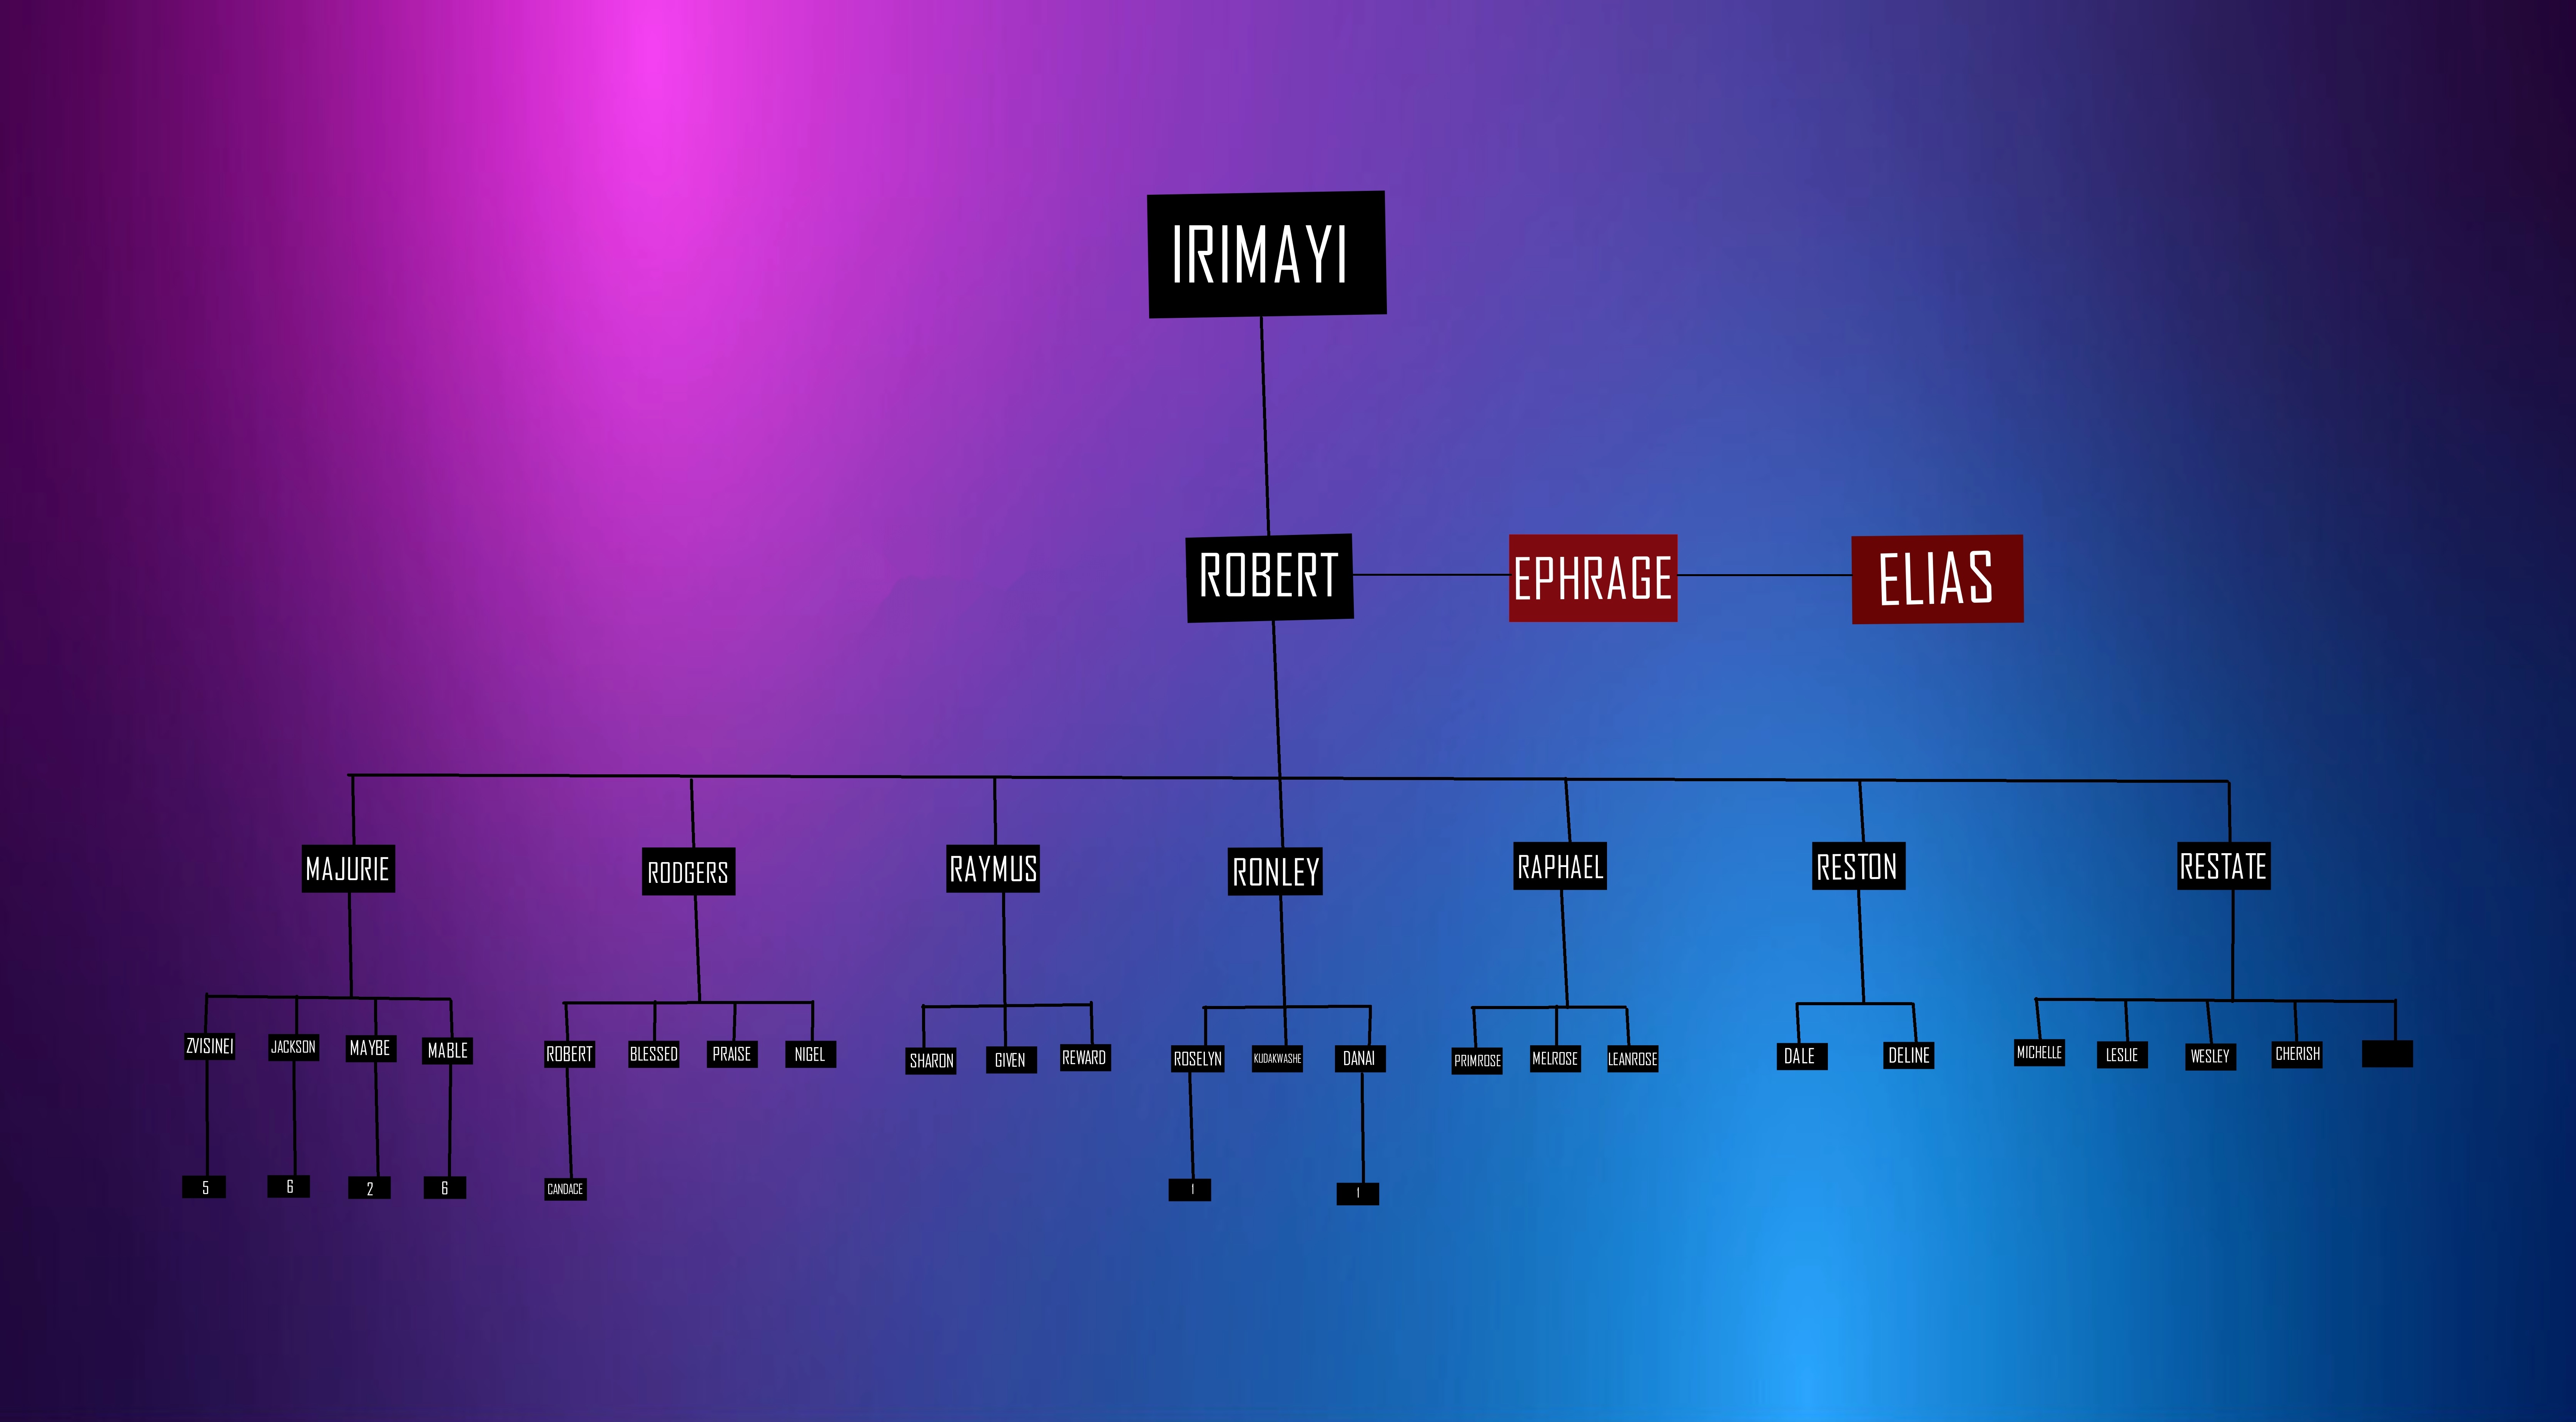 IRIMAYI
ROBERT
EPHRAGE
ELIAS
MAJURIE
RODGERS
RAYMUS
RONLEY
RAPHAEL
RESTON
RESTATE
ZVISINEI
JACKSON
MAYBE
MABLE
ROBERT
BLESSED
PRAISE
NIGEL
SHARON
GIVEN
REWARD
ROSELYN
KUDAKWASHE
DANAI
PRIMROSE
MELROSE
LEANROSE
DALE
DELINE
MICHELLE
LESLIE
WESLEY
CHERISH
5
6
2
6
CANDACE
1
1